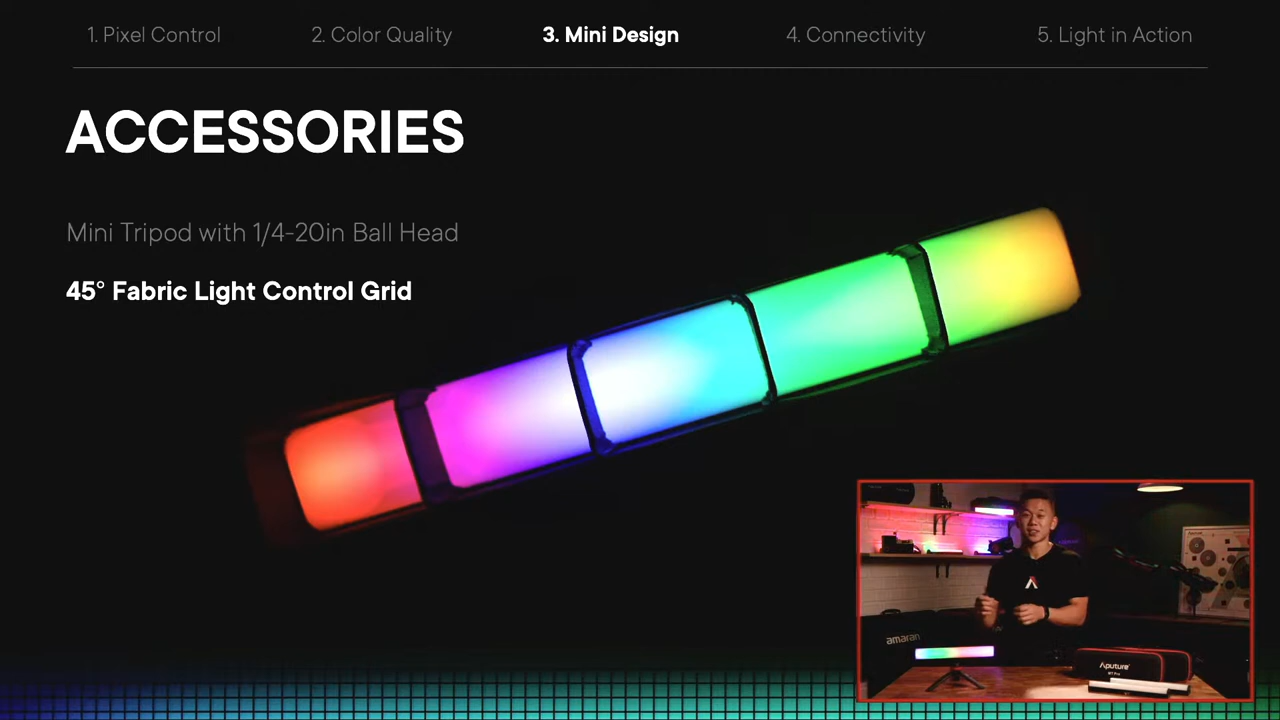 1. Pixel Control
2. Color Quality
3. Mini Design
4. Connectivity
5. Light in Action
ACCESSORIES
Mini Tripod with 1/4-20in Ball Head
45° Fabric Light Control Grid
amaran
Aputure